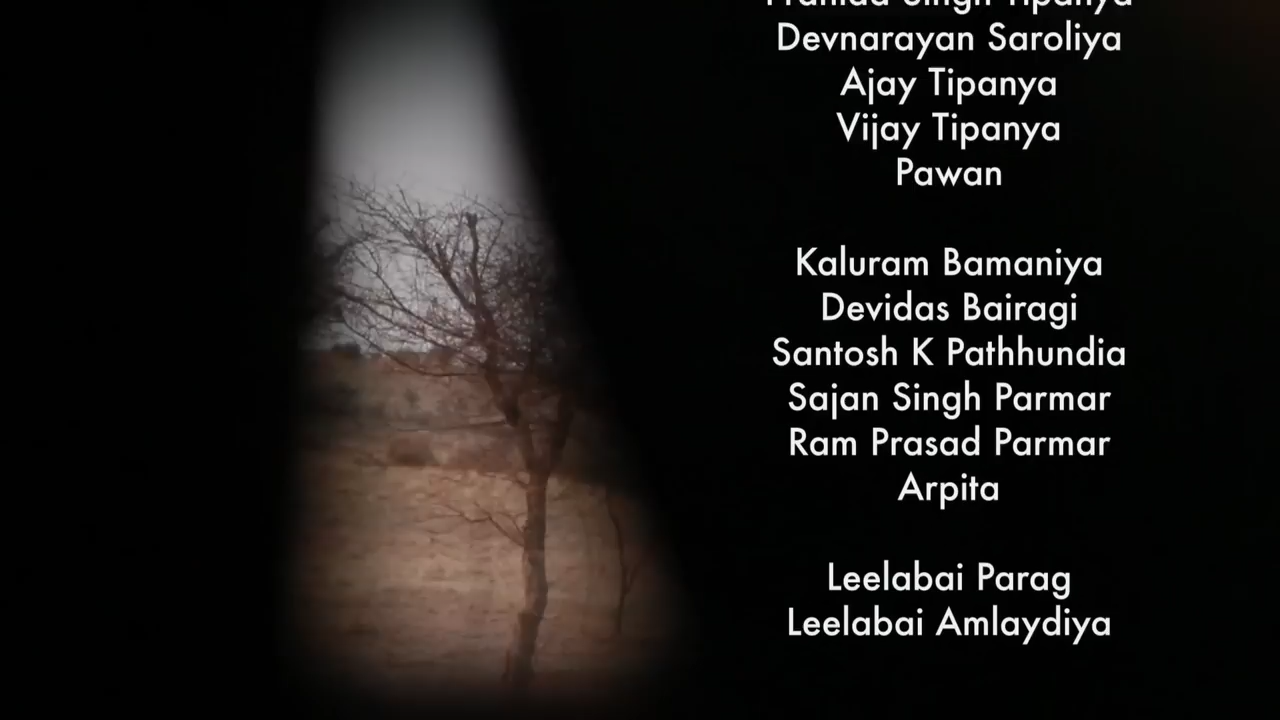 Devnarayan Saroliya
Ajay Tipanya
Vijay Tipanya
Pawan
Kaluram Bamaniya
Devidas Bairagi
Santosh K Pathhundia
Sajan Singh Parmar
Ram Prasad Parmar
Arpita
Leelabai Parag
Leelabai Amlaydiya